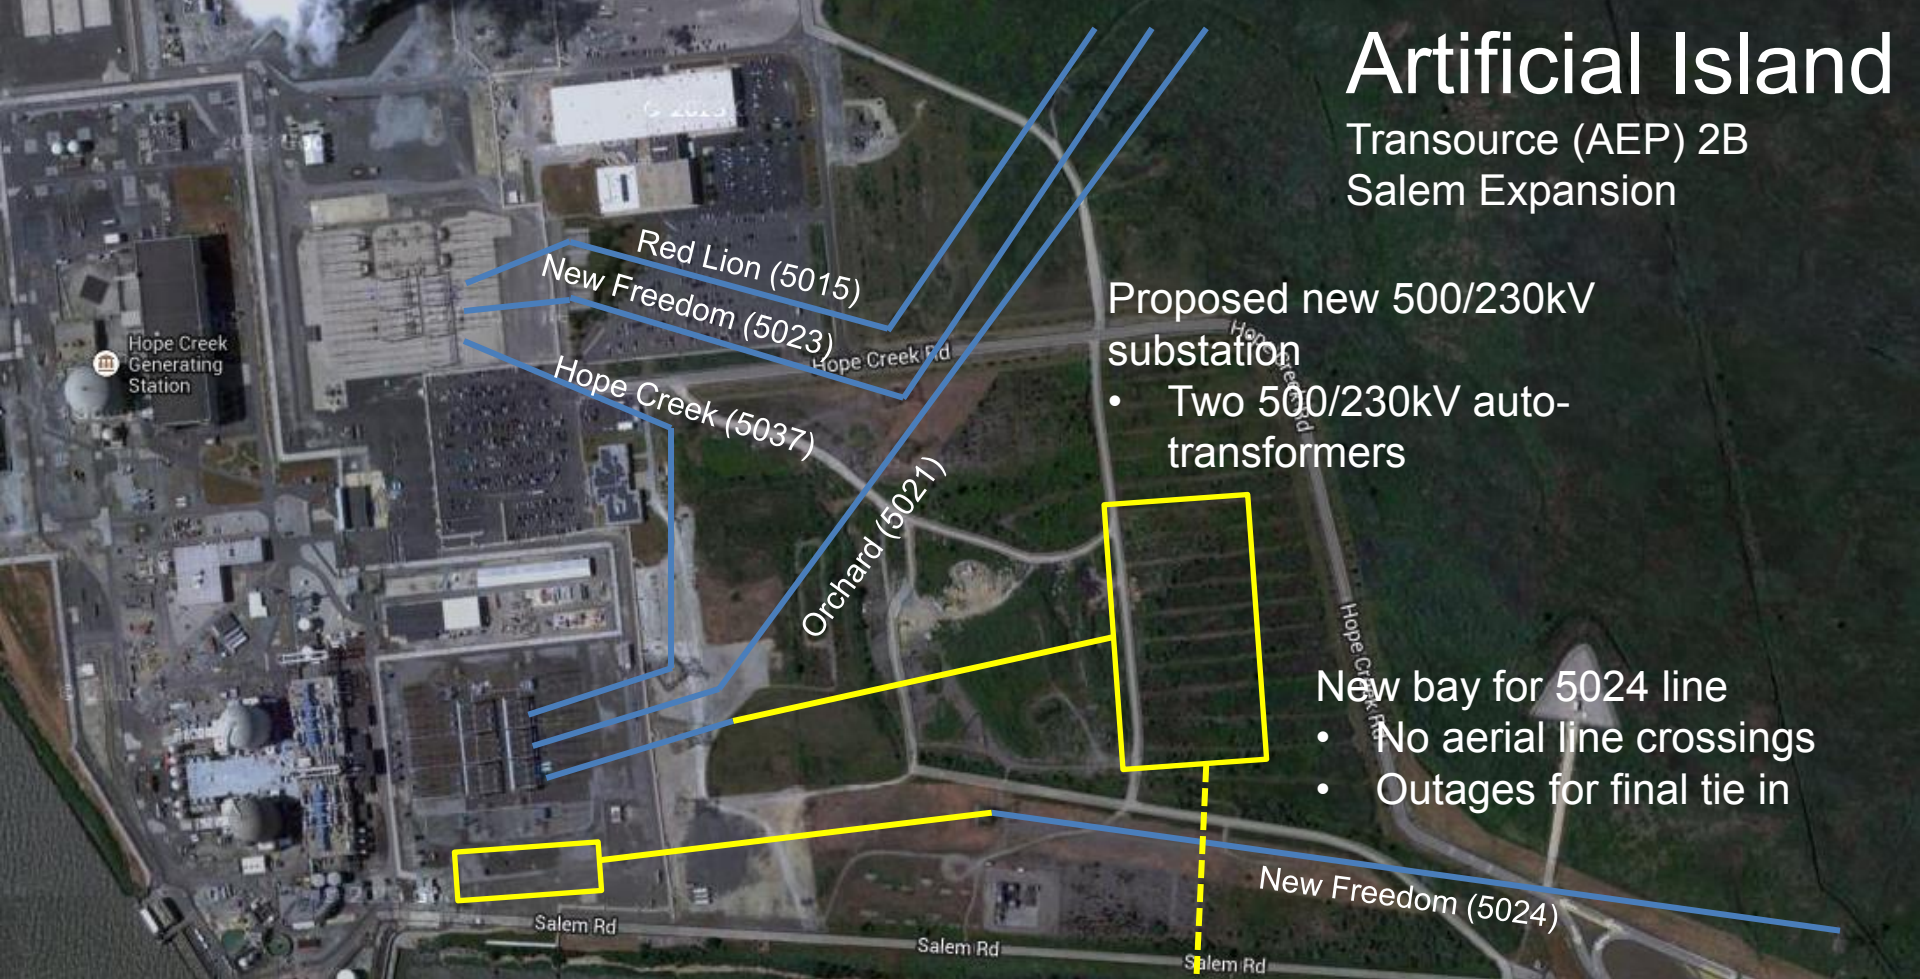 Artificial Island
Transource (AEP) 2B
Salem Expansion
Red Lion (5015)
New Freedom (5023)
Hope Creek Rd
Hope Creek (5037)
Hope Creek
Generating
Station
Orchard (5021)
Proposed new 500/230kV
substation
• Two 500/230kV auto-
transformers
Hope Creek Rd
Hope Creek Rd
New bay for 5024 line
• No aerial line crossings
• Outages for final tie in
New Freedom (5024)
Salem Rd
Salem Rd
Salem Rd